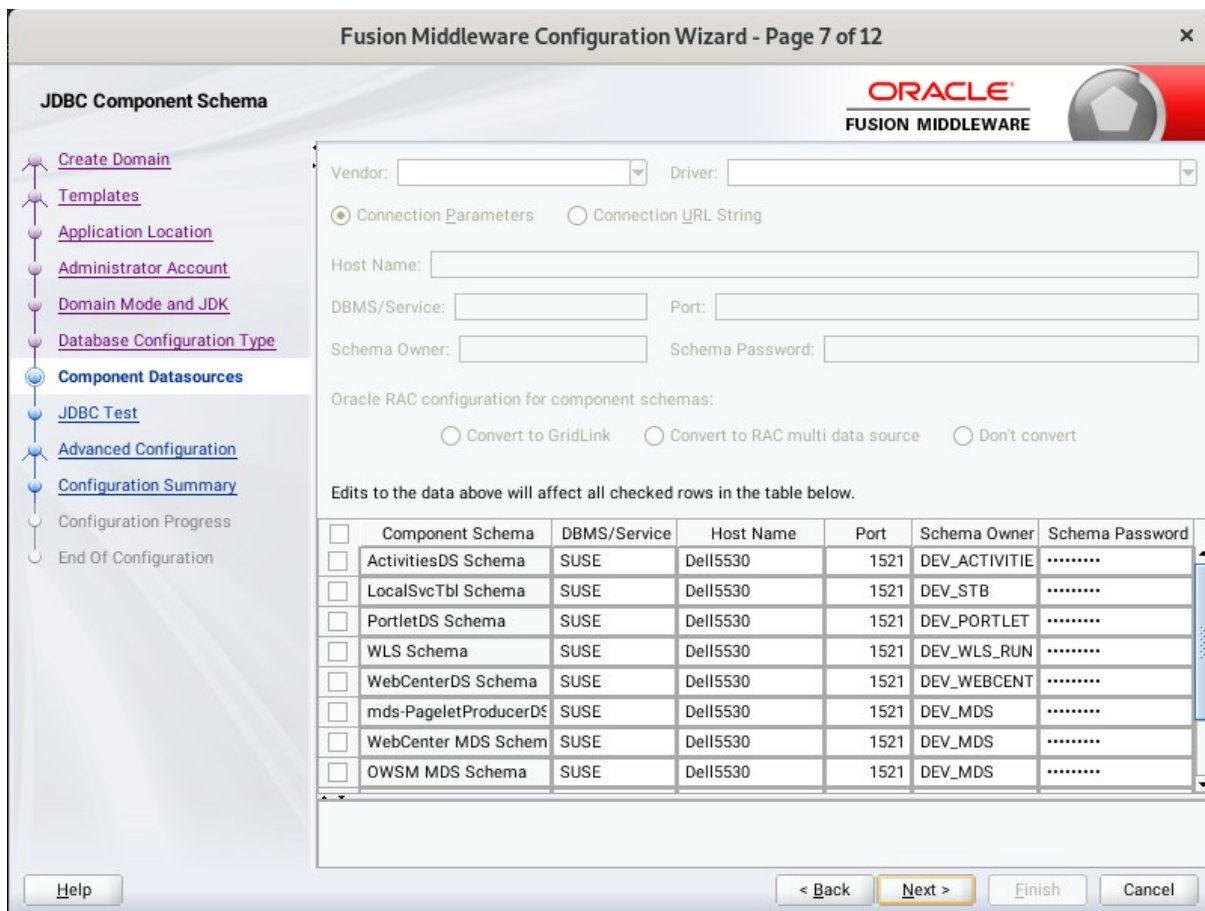 Fusion Middleware Configuration Wizard - Page 7 of 12
JDBC Component Schema
ORACLE
FUSION MIDDLEWARE
Create Domain
Templates
Application Location
Administrator Account
Domain Mode and JDK
Database Configuration Type
Component Datasources
JDBC Test
Advanced Configuration
Configuration Summary
Configuration Progress
End Of Configuration
Vendor: Driver:
Connection Parameters Connection URL String
Host Name:
DBMS/Service: Port:
Schema Owner: Schema Password:
Oracle RAC configuration for component schemas:
Convert to GridLink Convert to RAC multi data source Don't convert
Edits to the data above will affect all checked rows in the table below.
Component Schema DBMS/Service Host Name Port Schema Owner Schema Password
ActivitiesDS Schema SUSE Dell5530 1521 DEV_ACTIVITIE •••••••••
LocalSvcTbl Schema SUSE Dell5530 1521 DEV_STB •••••••••
PortletDS Schema SUSE Dell5530 1521 DEV_PORTLET •••••••••
WLS Schema SUSE Dell5530 1521 DEV_WLS_RUN •••••••••
WebCenterDS Schema SUSE Dell5530 1521 DEV_WEBCENT •••••••••
mds-PageletProducerDS SUSE Dell5530 1521 DEV_MDS •••••••••
WebCenter MDS Schem SUSE Dell5530 1521 DEV_MDS •••••••••
OWSM MDS Schema SUSE Dell5530 1521 DEV_MDS •••••••••
Help < Back Next > Finish Cancel